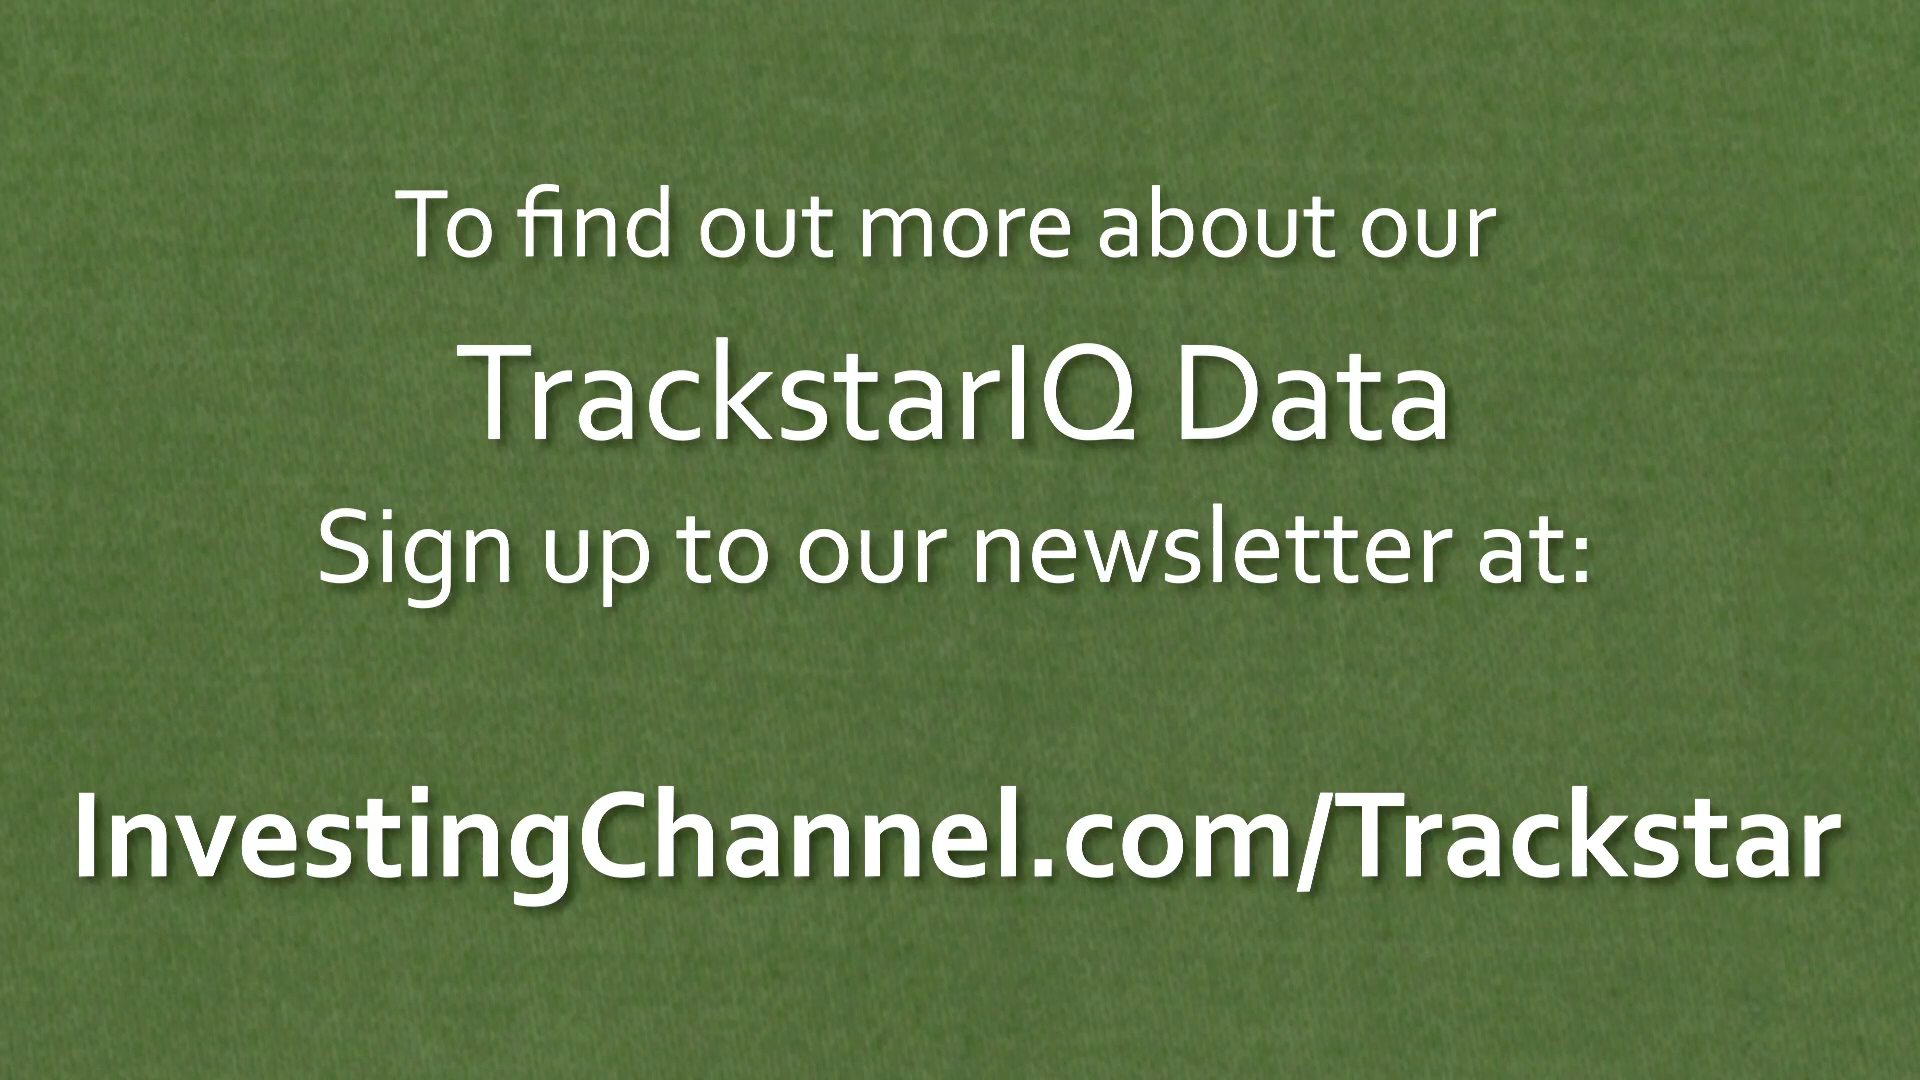 To find out more about our
TrackstarIQ Data
Sign up to our newsletter at:
InvestingChannel.com/Trackstar